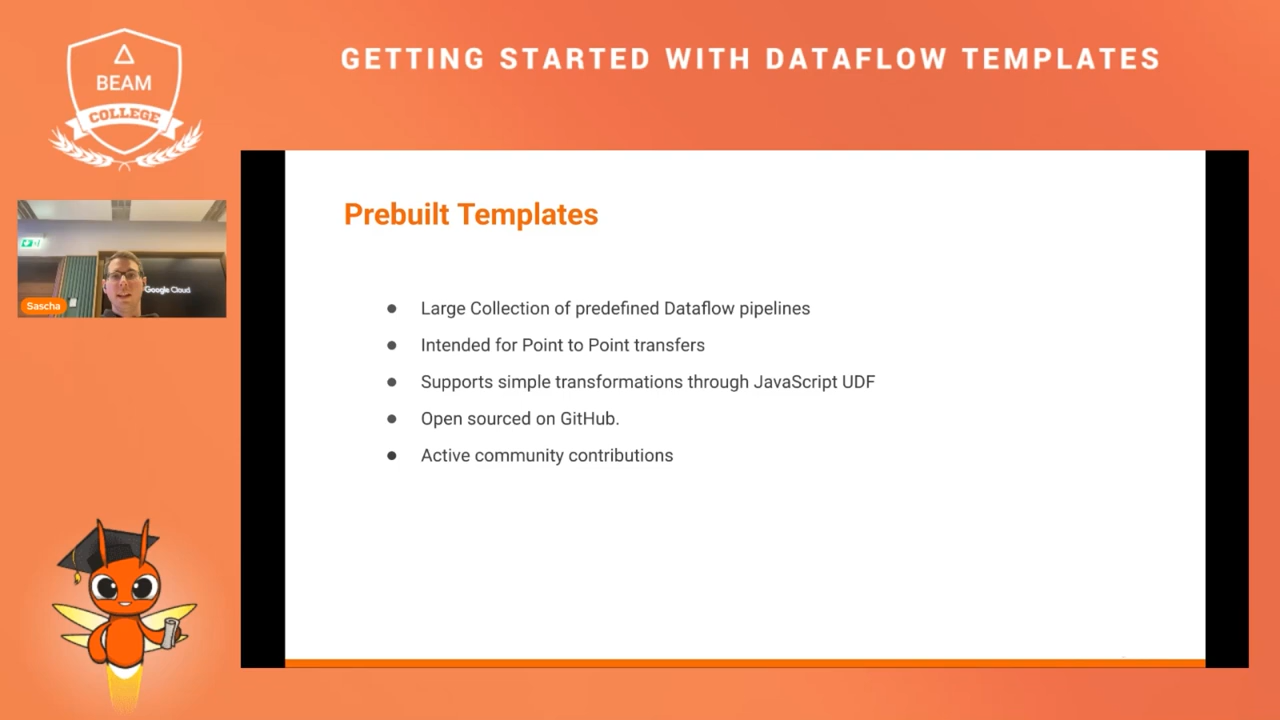 BEAM
COLLEGE
GETTING STARTED WITH DATAFLOW TEMPLATES
Sascha
Google Cloud
Prebuilt Templates
● Large Collection of predefined Dataflow pipelines
● Intended for Point to Point transfers
● Supports simple transformations through JavaScript UDF
● Open sourced on GitHub.
● Active community contributions